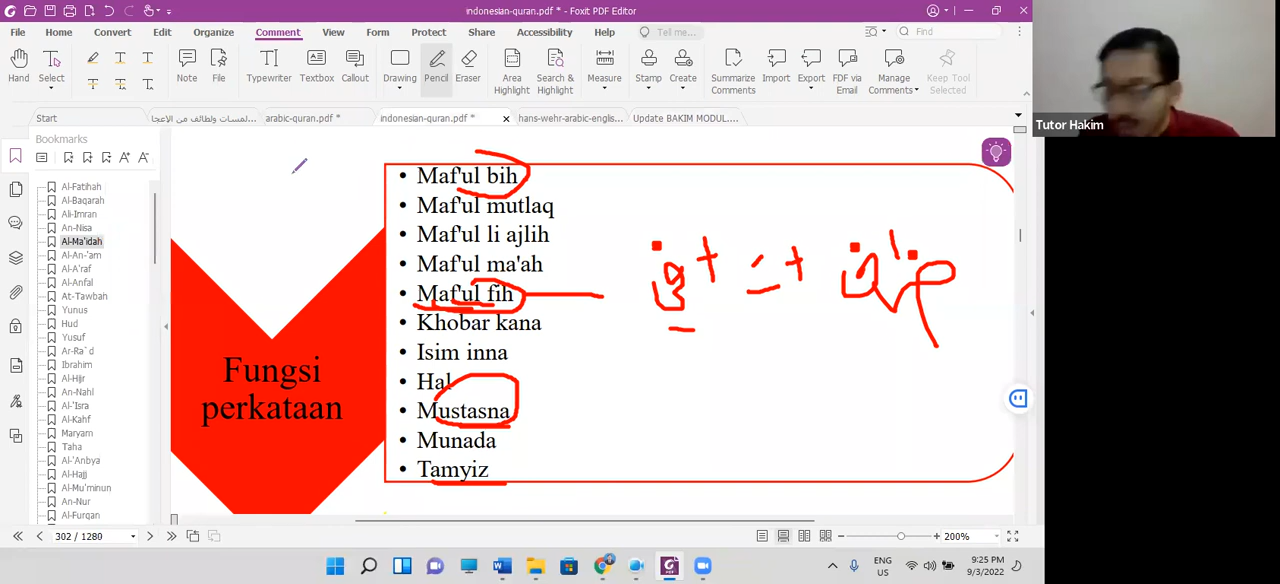 indonesian-quran.pdf * - Foxit PDF Editor
File Home Convert Edit Organize Comment View Form Protect Share Accessibility Help Tell me... Find
Hand Select Note File Typewriter Textbox Callout Drawing Pencil Eraser Area Highlight Search & Highlight Measure Stamp Create Summarize Comments Import Export PDF via Email Manage Comments Keep Tool Selected
Start
arabic-quran.pdf *
indonesian-quran.pdf *
hans-wehr-arabic-engls...
Update BAKIM MODUL....
Tutor Hakim
Bookmarks
Al-Fatihah
Al-Baqarah
Ali-Imran
An-Nisa
Al-Ma'idah
Al-An-'am
Al-A'raf
Al-Anfal
At-Tawbah
Yunus
Hud
Yusuf
Ar-Ra`d
Ibrahim
Al-Hijr
An-Nahl
Al-'Isra
Al-Kahf
Maryam
Taha
Al-'Anbya
Al-Hajj
Al-Mu'minun
An-Nur
Al-Furqan
Fungsi
perkataan
• Maf'ul bih
• Maf'ul mutlaq
• Maf'ul li ajlih
• Maf'ul ma'ah
• Maf'ul fih
• Khobar kana
• Isim inna
• Hal
• Mustasna
• Munada
• Tamyiz
302 / 1280
200%
ENG
US
9:25 PM
9/3/2022